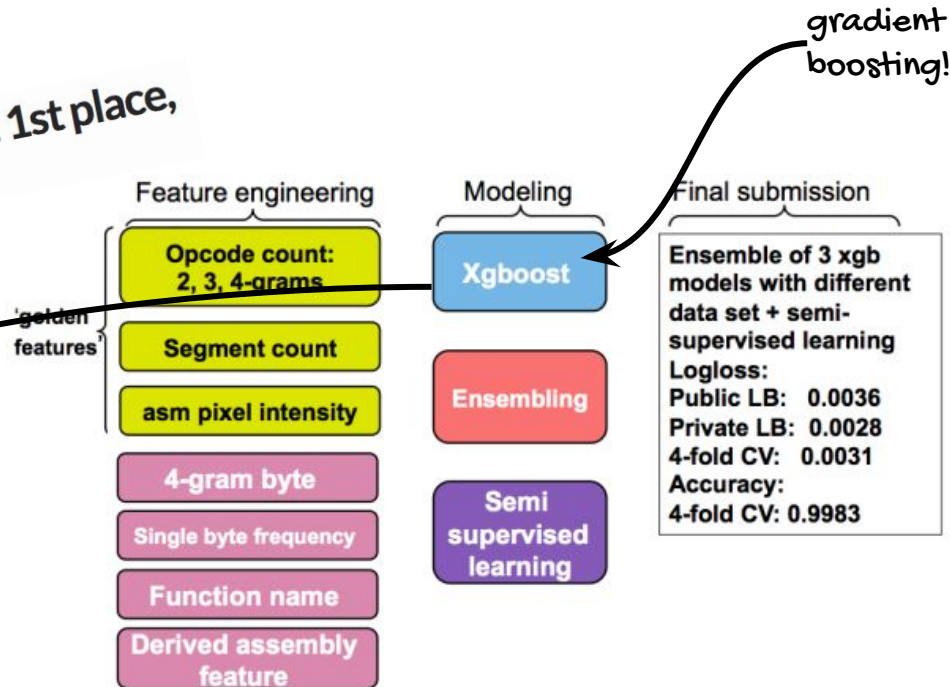 gradient
boosting!
1st place,
Feature engineering
Modeling
Final submission
'golden
features'
Opcode count:
2, 3, 4-grams
Segment count
asm pixel intensity
4-gram byte
Single byte frequency
Function name
Derived assembly
feature
Xgboost
Ensembling
Semi
supervised
learning
Ensemble of 3 xgb
models with different
data set + semi-
supervised learning
Logloss:
Public LB: 0.0036
Private LB: 0.0028
4-fold CV: 0.0031
Accuracy:
4-fold CV: 0.9983